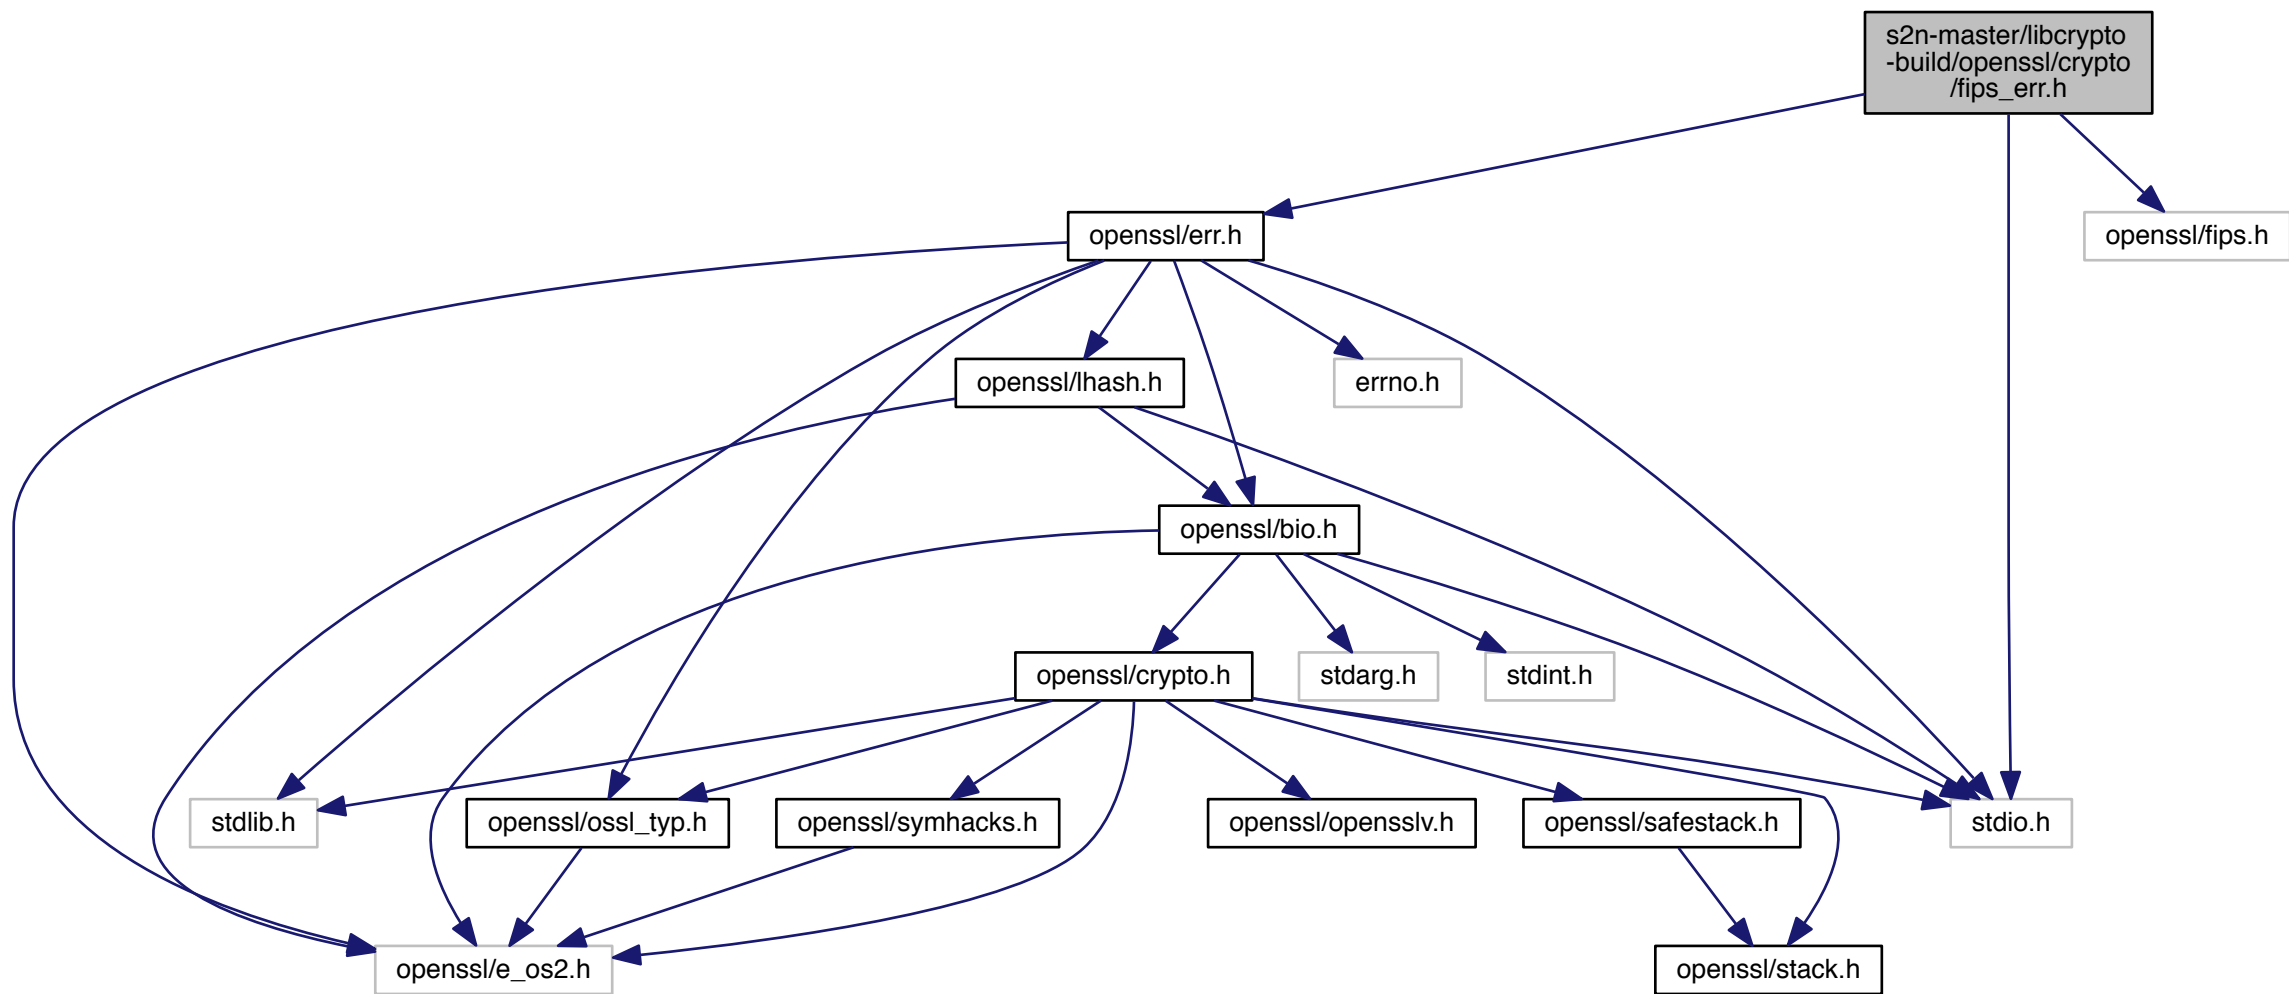 s2n-master/libcrypto
-build/openssl/crypto
/fips_err.h
openssl/err.h
openssl/fips.h
openssl/lhash.h
errno.h
openssl/bio.h
openssl/crypto.h
stdarg.h
stdint.h
stdlib.h
openssl/ossl_typ.h
openssl/symhacks.h
openssl/opensslv.h
openssl/safestack.h
stdio.h
openssl/e_os2.h
openssl/stack.h